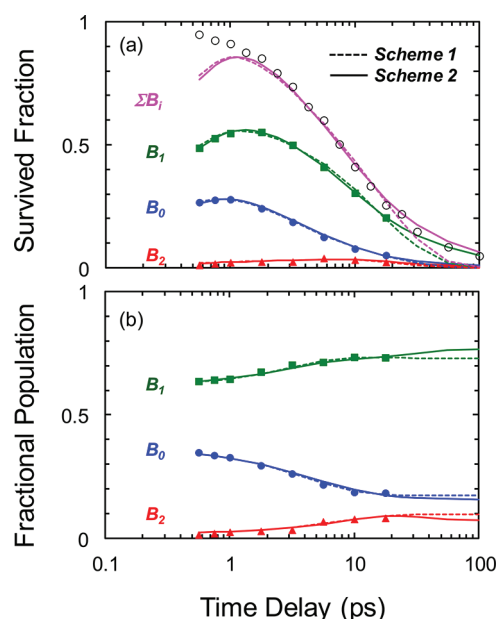 Survived Fraction
(a)
1
0.5
0
ΣBi
B1
B0
B2
Scheme 1
Scheme 2
Fractional Population
(b)
1
0.5
0
B1
B0
B2
0.1 1 10 100
Time Delay (ps)